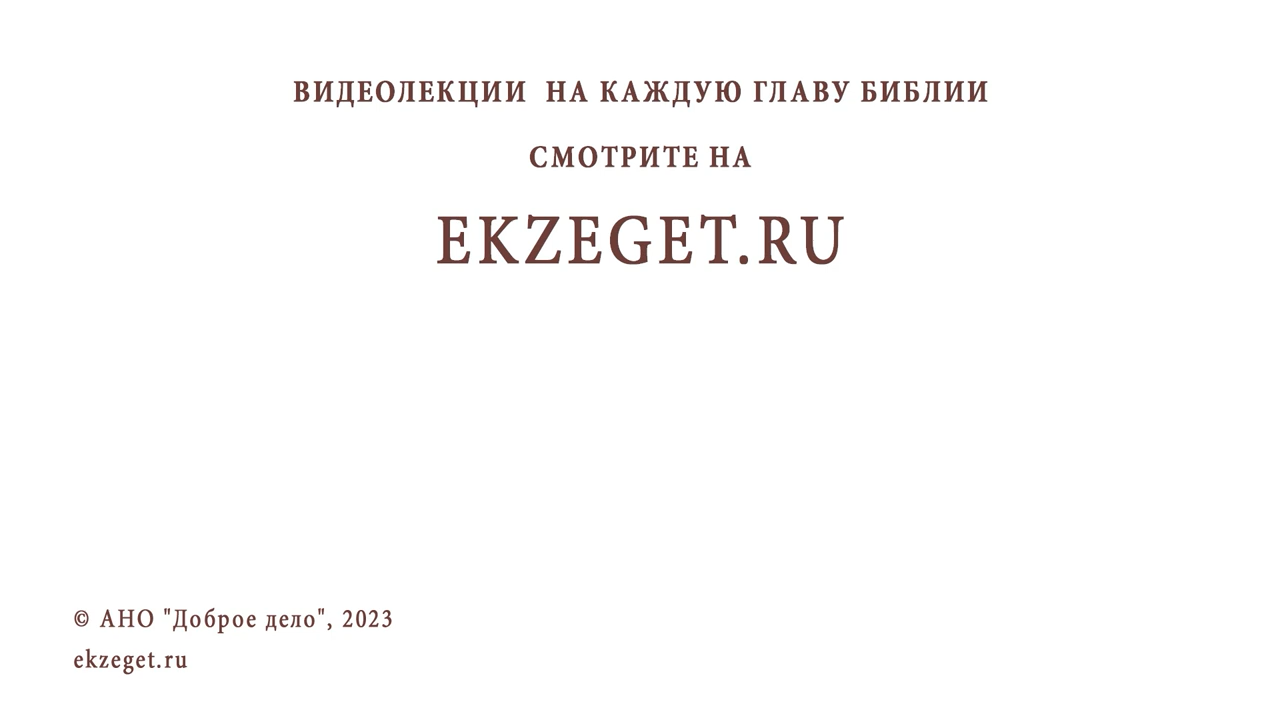 ВИДЕОЛЕКЦИИ НА КАЖДУЮ ГЛАВУ БИБЛИИ
СМОТРИТЕ НА
EKZEGET.RU
© АНО "Доброе дело", 2023
ekzeget.ru